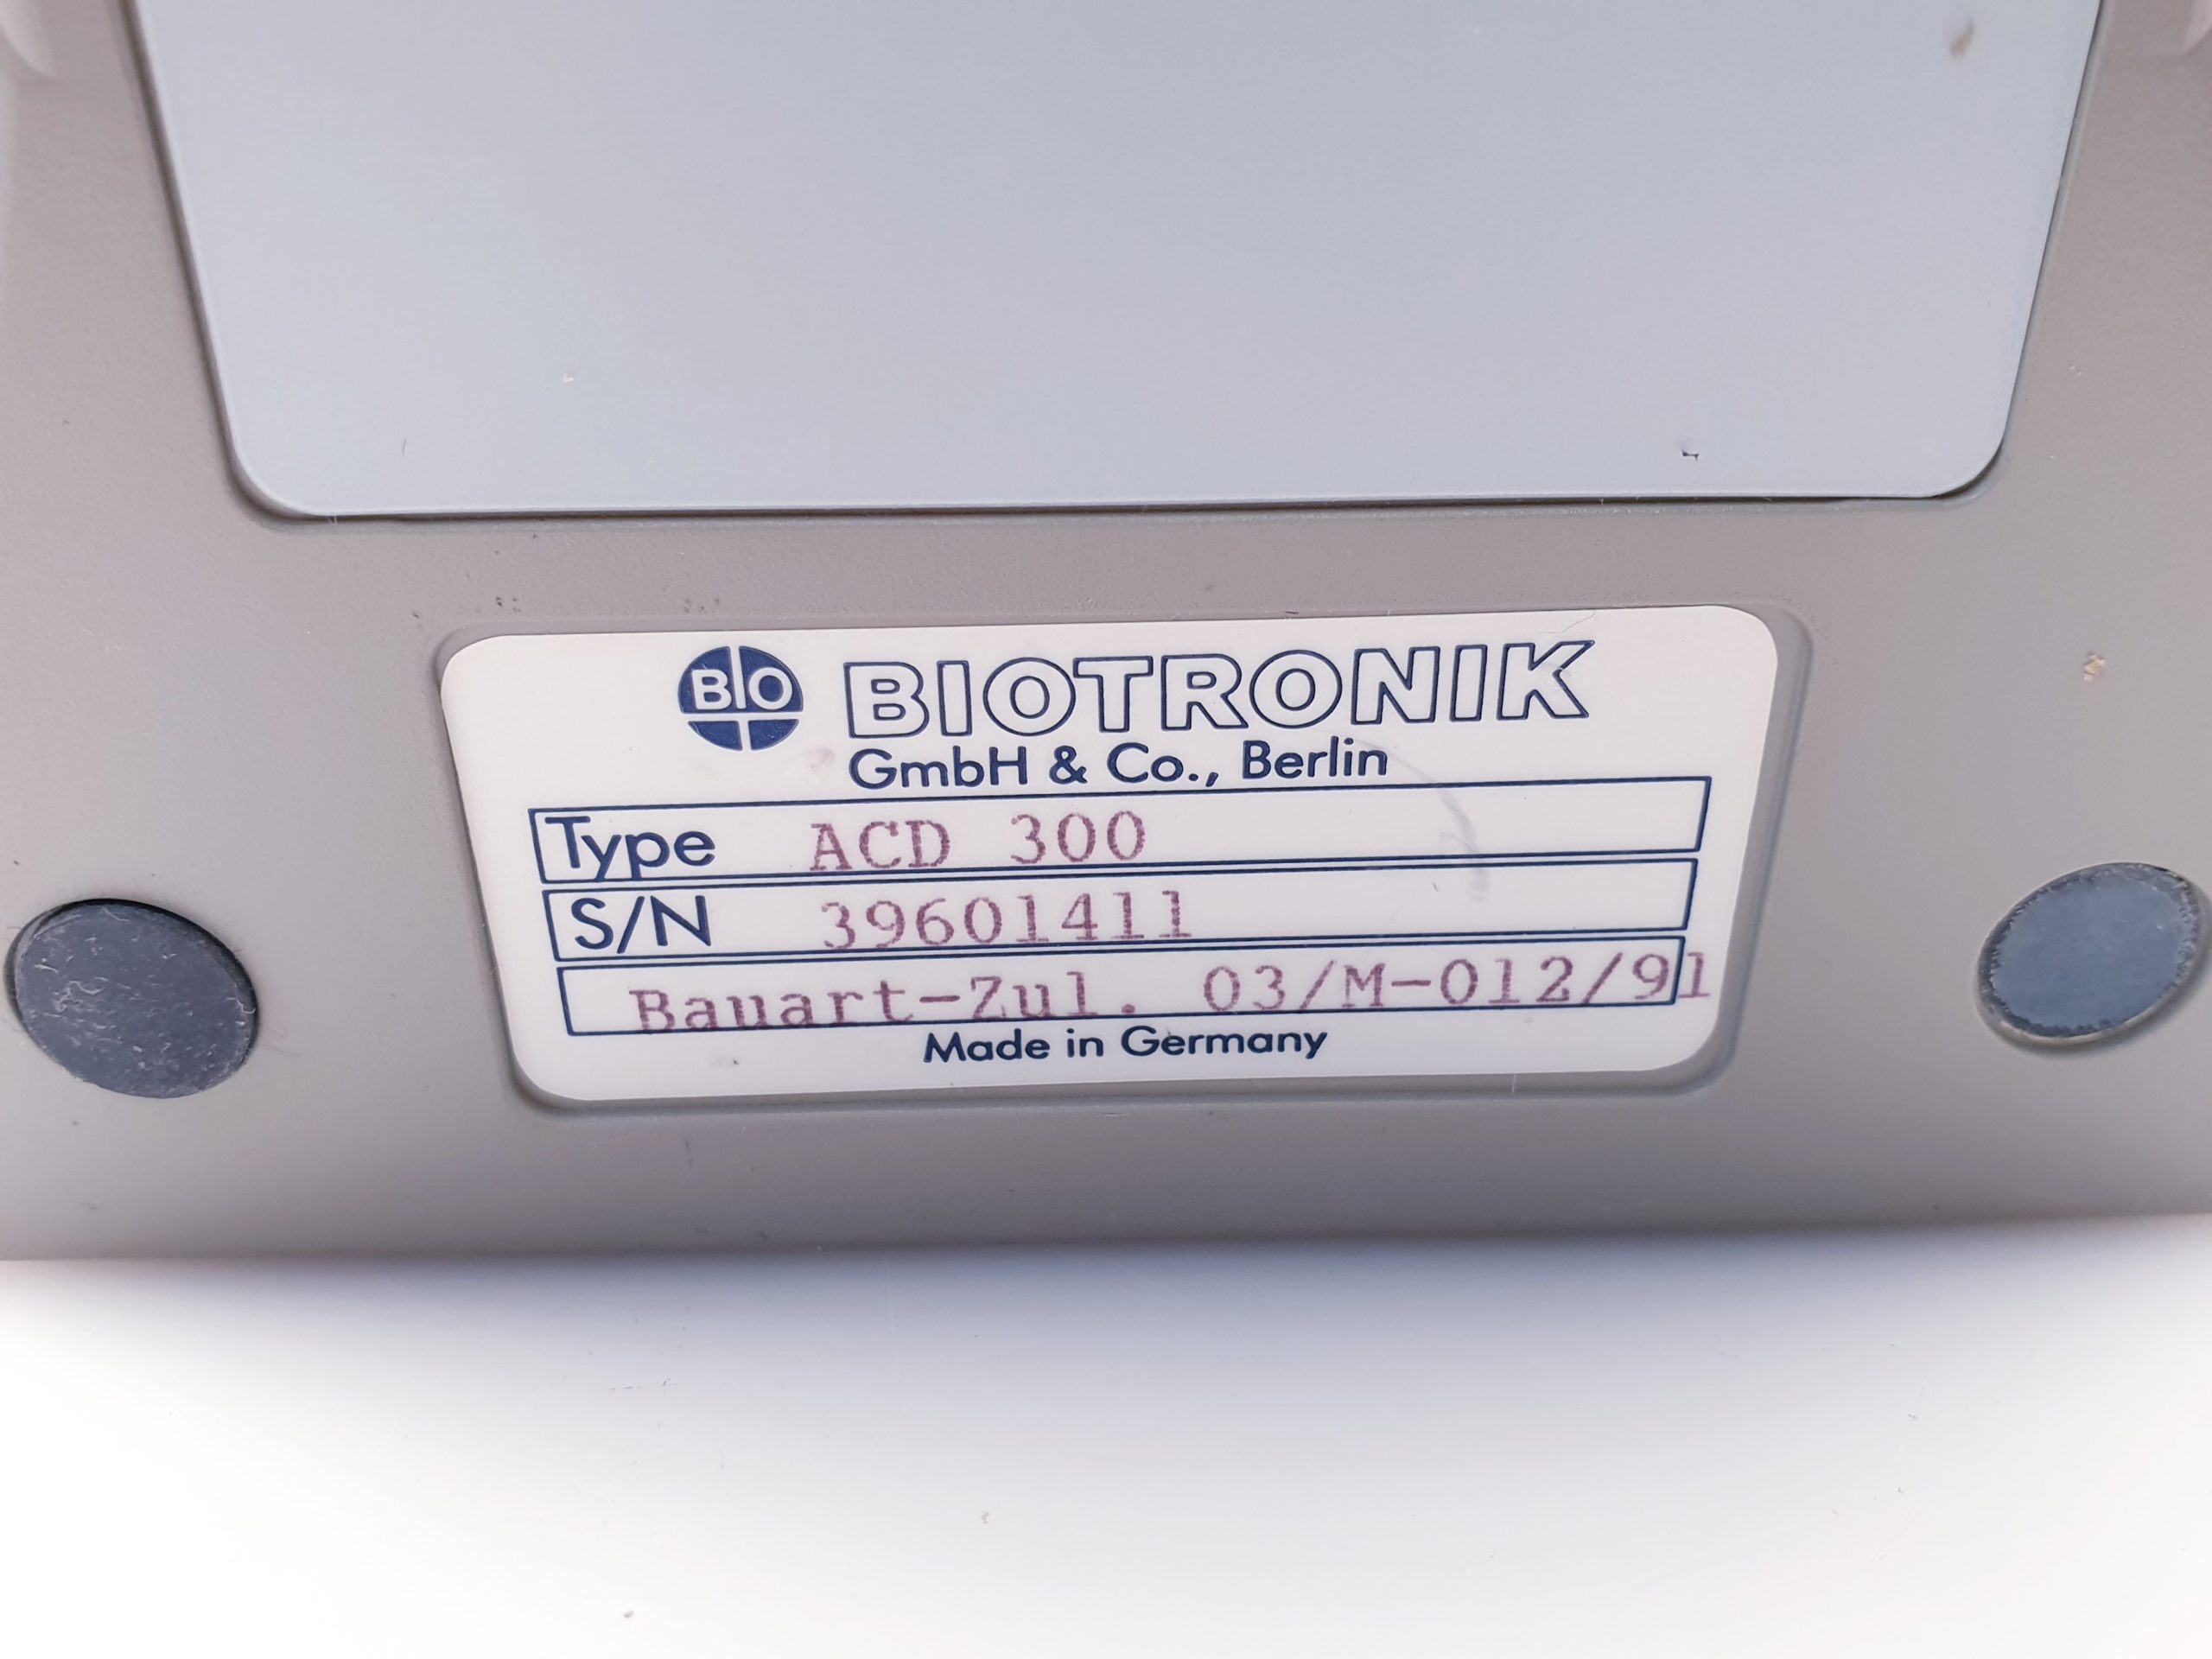 BIO BIOTRONIK
GmbH & Co., Berlin
Type ACD 300
S/N 39601411
Bauart-Zul. 03/M-012/91
Made in Germany